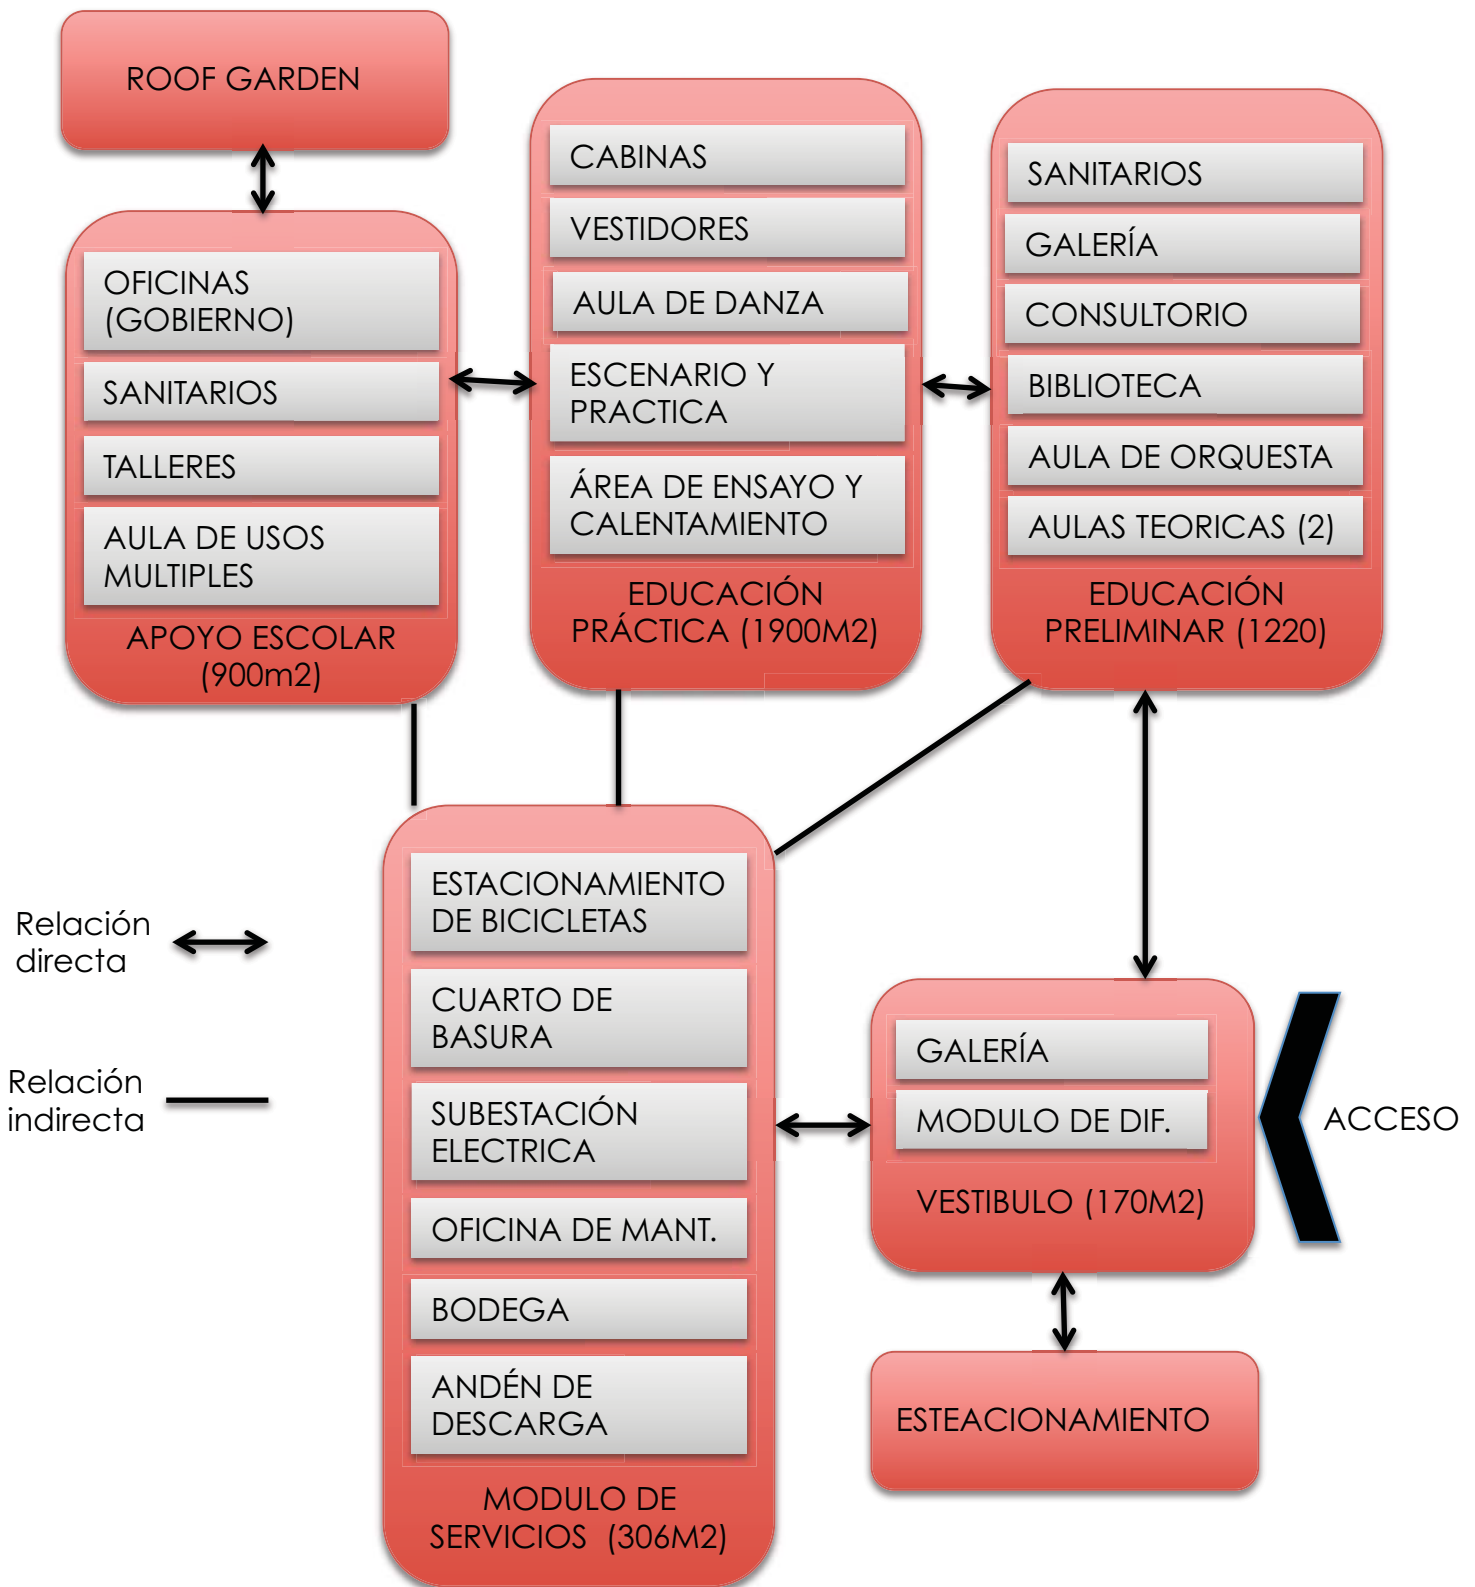 ROOF GARDEN
OFICINAS
(GOBIERNO)
SANITARIOS
TALLERES
AULA DE USOS
MULTIPLES
APOYO ESCOLAR
(900m2)
CABINAS
VESTIDORES
AULA DE DANZA
ESCENARIO Y
PRACTICA
ÁREA DE ENSAYO Y
CALENTAMIENTO
EDUCACIÓN
PRÁCTICA (1900M2)
SANITARIOS
GALERÍA
CONSULTORIO
BIBLIOTECA
AULA DE ORQUESTA
AULAS TEORICAS (2)
EDUCACIÓN
PRELIMINAR (1220)
Relación
directa
Relación
indirecta
ESTACIONAMIENTO
DE BICICLETAS
CUARTO DE
BASURA
SUBESTACIÓN
ELECTRICA
OFICINA DE MANT.
BODEGA
ANDÉN DE
DESCARGA
MODULO DE
SERVICIOS (306M2)
GALERÍA
MODULO DE DIF.
VESTIBULO (170M2)
ACCESO
ESTEACIONAMIENTO